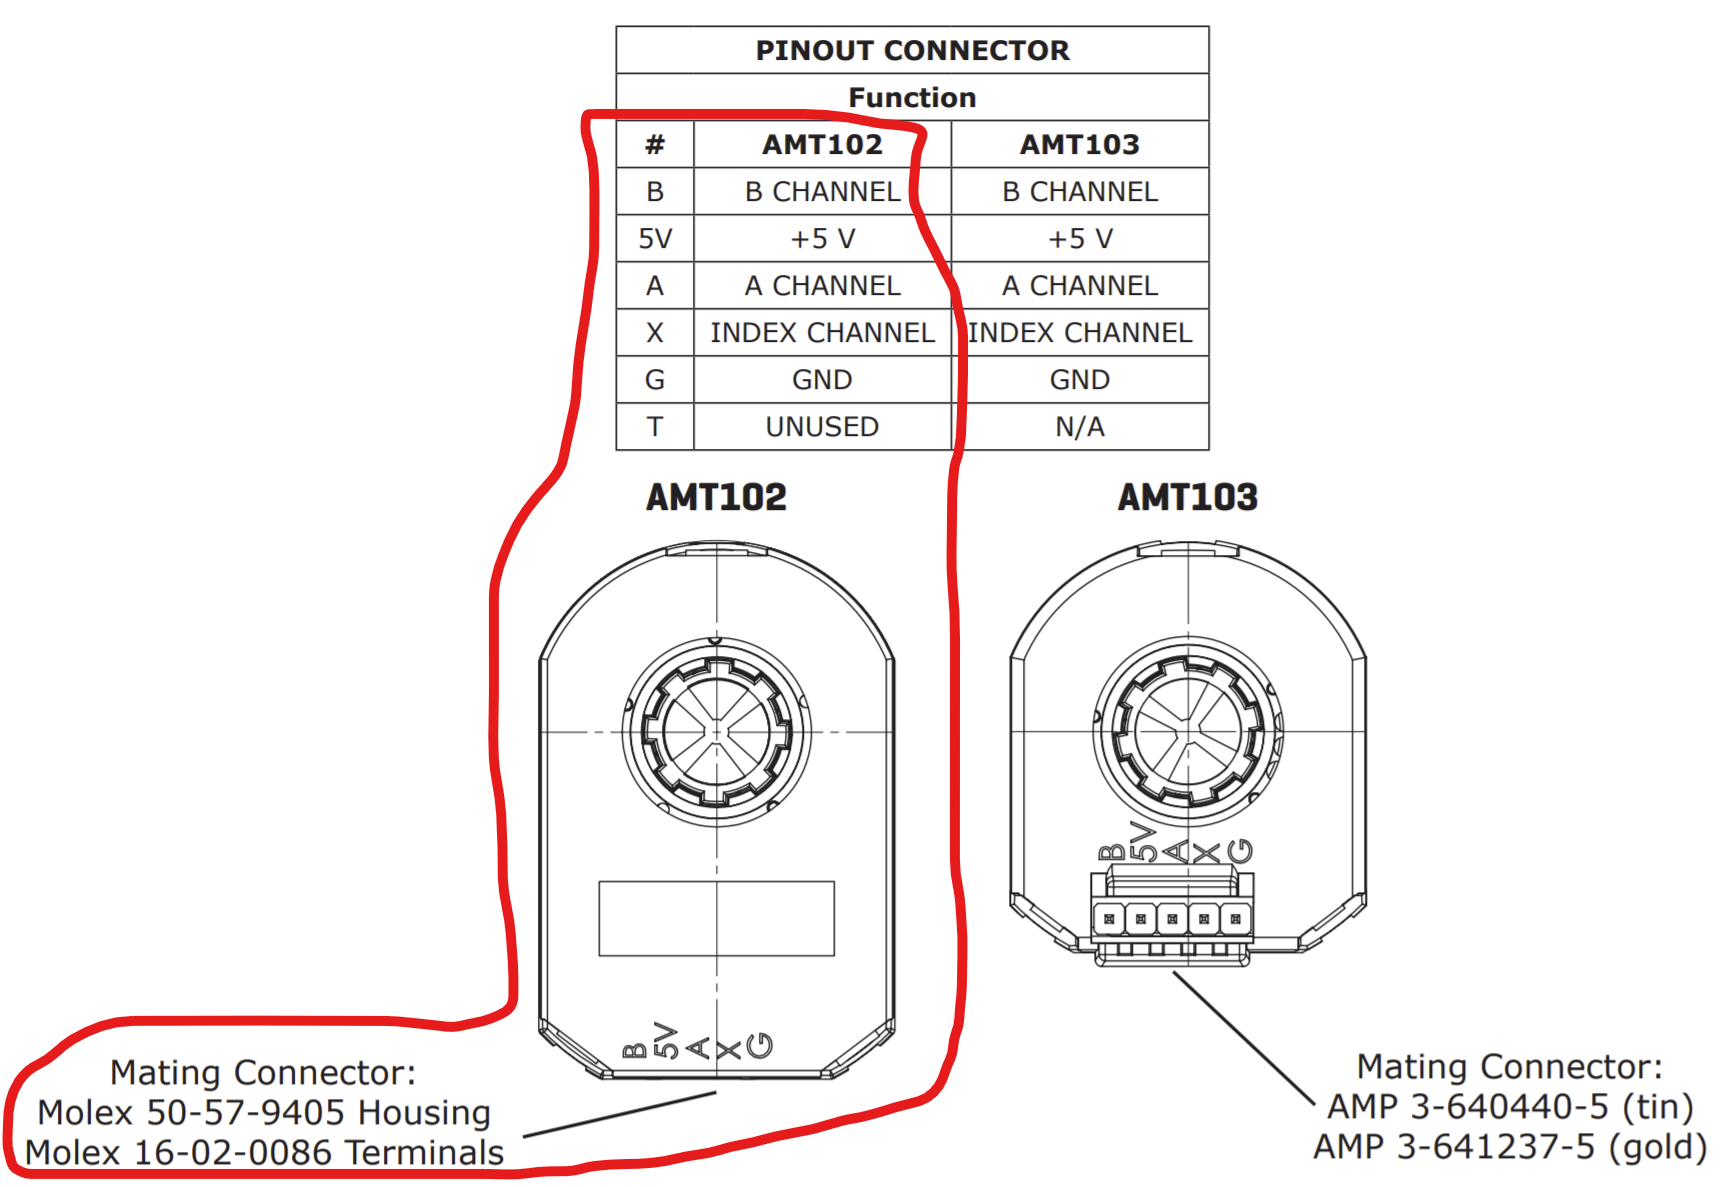 PINOUT CONNECTOR
Function
# AMT102 AMT103
B B CHANNEL B CHANNEL
5V +5 V +5 V
A A CHANNEL A CHANNEL
X INDEX CHANNEL INDEX CHANNEL
G GND GND
T UNUSED N/A
AMT102
AMT103
B 5V A X G
B 5V A X G
Mating Connector:
Molex 50-57-9405 Housing
Molex 16-02-0086 Terminals
Mating Connector:
AMP 3-640440-5 (tin)
AMP 3-641237-5 (gold)